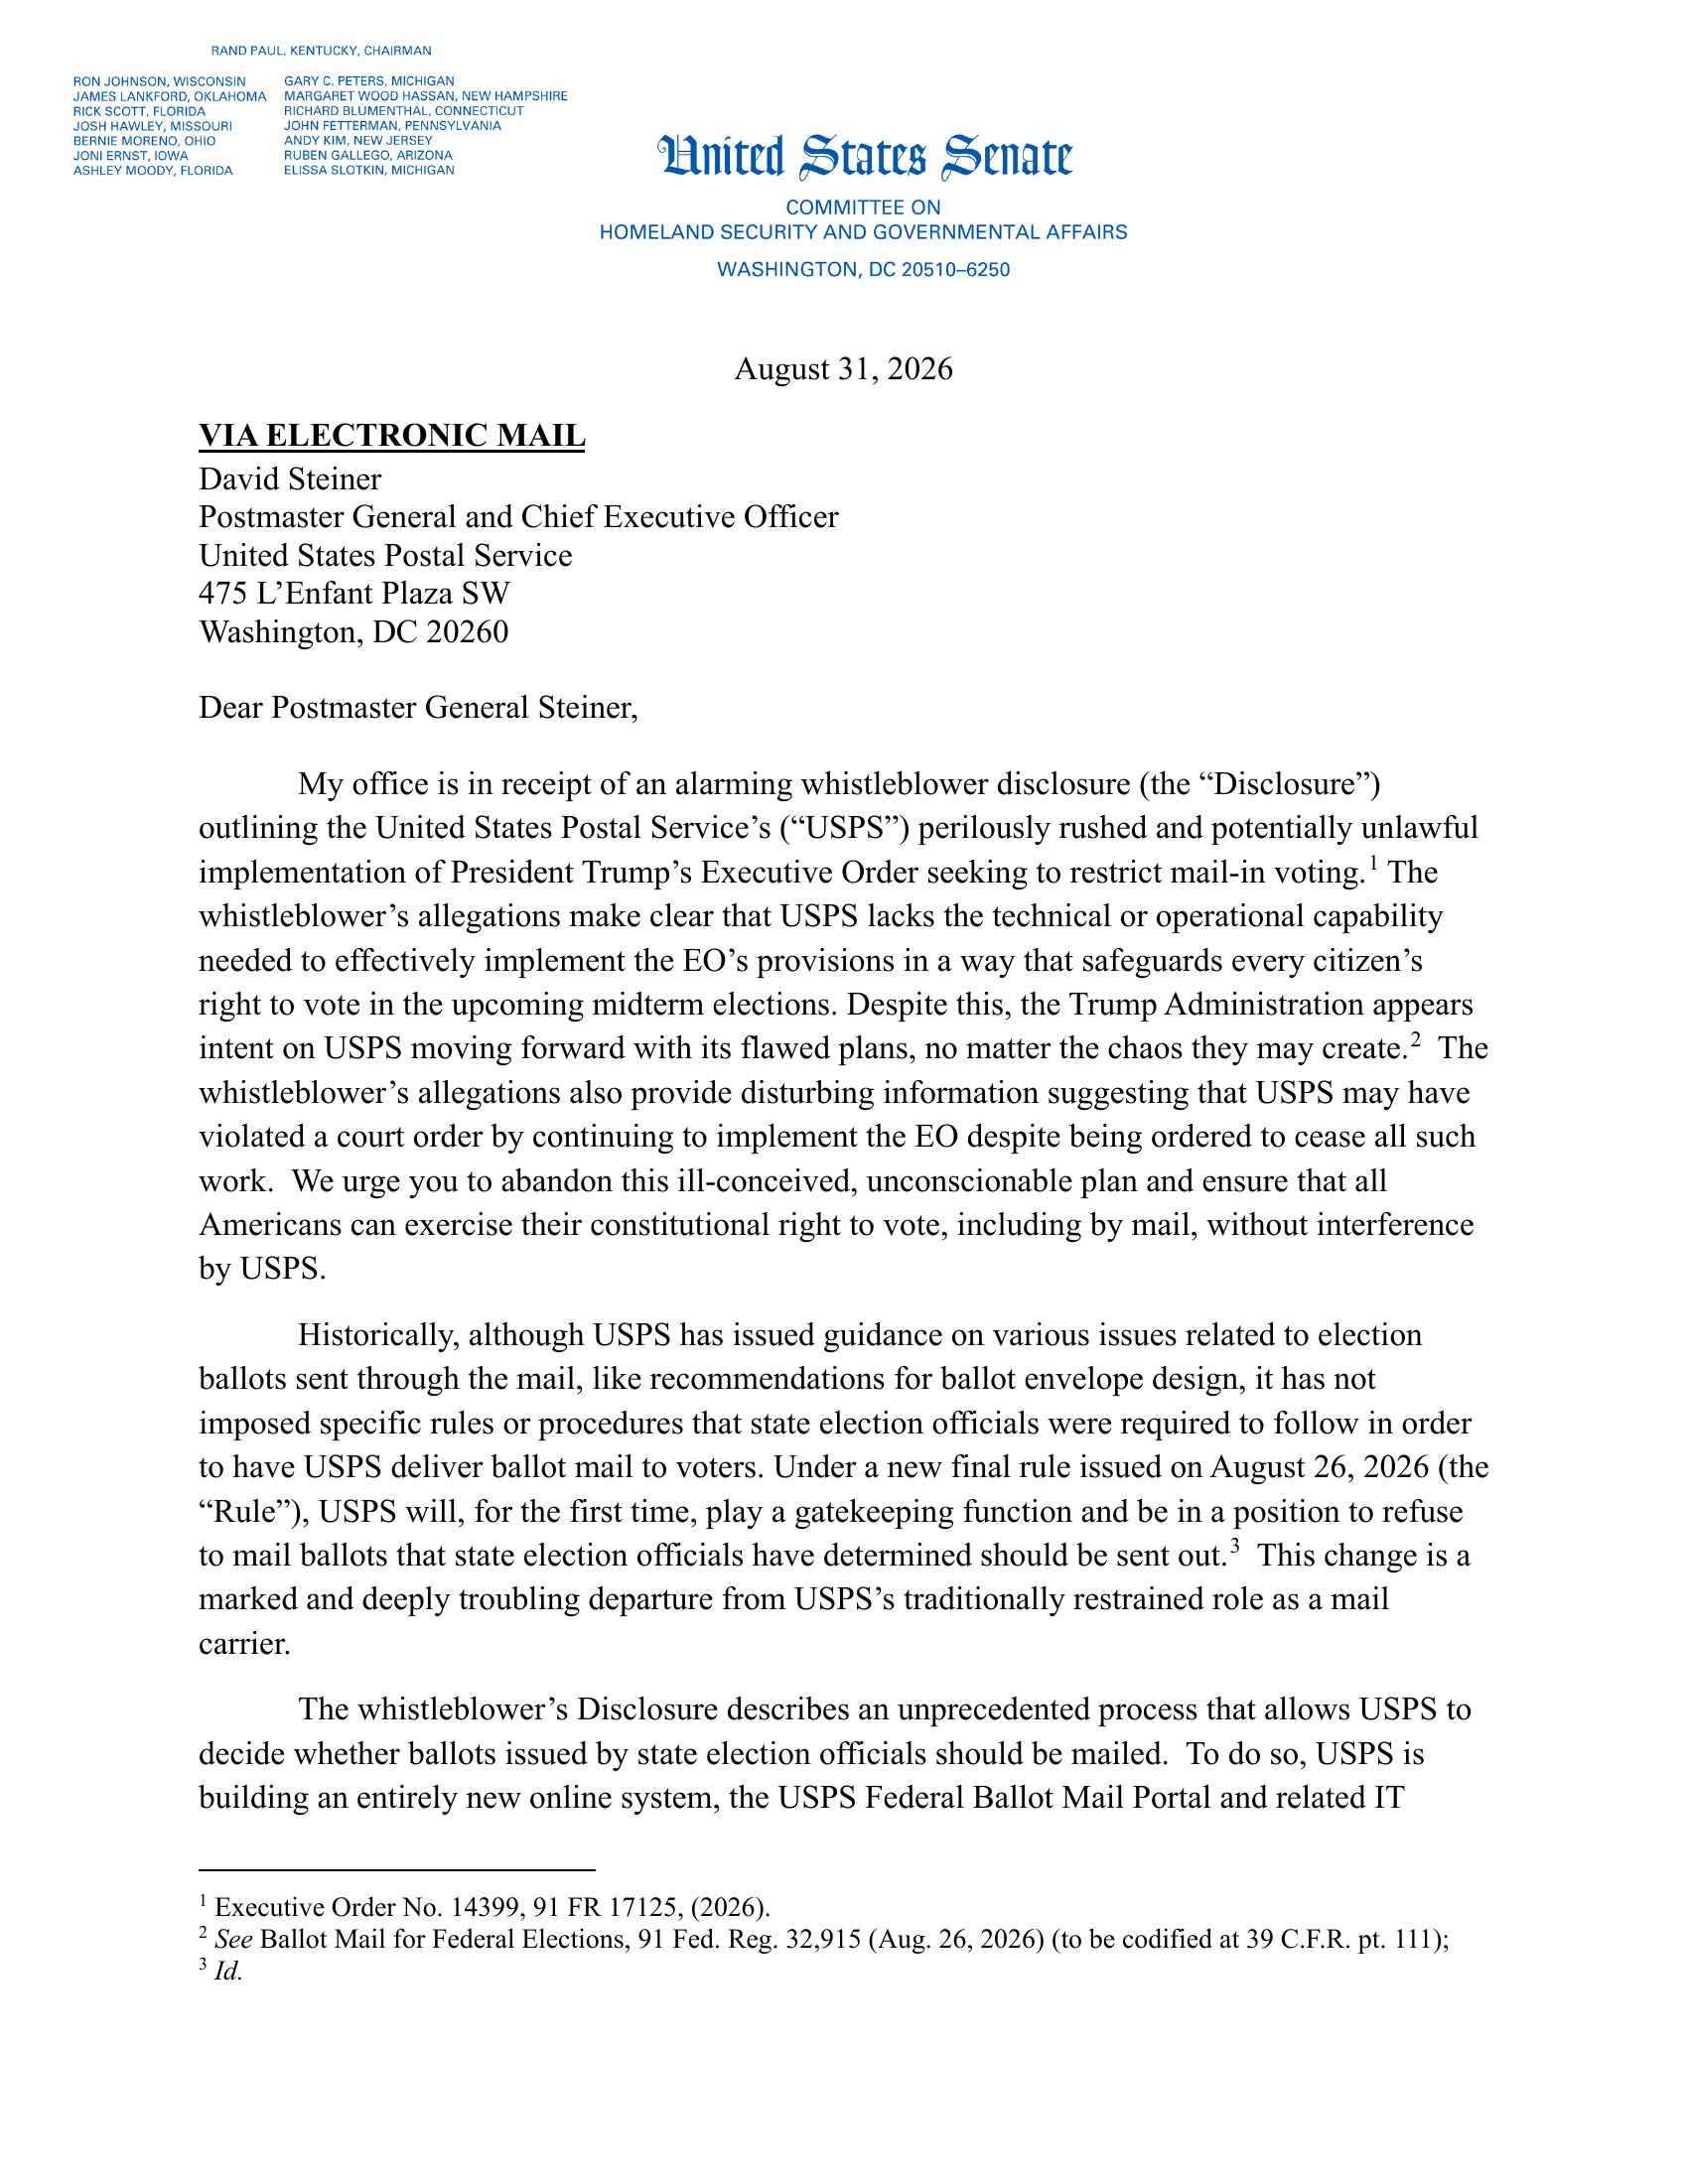 RAND PAUL, KENTUCKY, CHAIRMAN
RON JOHNSON, WISCONSIN
JAMES LANKFORD, OKLAHOMA
RICK SCOTT, FLORIDA
JOSH HAWLEY, MISSOURI
BERNIE MORENO, OHIO
JONI ERNST, IOWA
ASHLEY MOODY, FLORIDA
GARY C. PETERS, MICHIGAN
MARGARET WOOD HASSAN, NEW HAMPSHIRE
RICHARD BLUMENTHAL, CONNECTICUT
JOHN FETTERMAN, PENNSYLVANIA
ANDY KIM, NEW JERSEY
RUBEN GALLEGO, ARIZONA
ELISSA SLOTKIN, MICHIGAN
United States Senate
COMMITTEE ON
HOMELAND SECURITY AND GOVERNMENTAL AFFAIRS
WASHINGTON, DC 20510–6250
August 31, 2026
VIA ELECTRONIC MAIL
David Steiner
Postmaster General and Chief Executive Officer
United States Postal Service
475 L’Enfant Plaza SW
Washington, DC 20260
Dear Postmaster General Steiner,
My office is in receipt of an alarming whistleblower disclosure (the “Disclosure”)
outlining the United States Postal Service’s (“USPS”) perilously rushed and potentially unlawful
implementation of President Trump’s Executive Order seeking to restrict mail-in voting.1 The
whistleblower’s allegations make clear that USPS lacks the technical or operational capability
needed to effectively implement the EO’s provisions in a way that safeguards every citizen’s
right to vote in the upcoming midterm elections. Despite this, the Trump Administration appears
intent on USPS moving forward with its flawed plans, no matter the chaos they may create.2  The
whistleblower’s allegations also provide disturbing information suggesting that USPS may have
violated a court order by continuing to implement the EO despite being ordered to cease all such
work.  We urge you to abandon this ill-conceived, unconscionable plan and ensure that all
Americans can exercise their constitutional right to vote, including by mail, without interference
by USPS.
Historically, although USPS has issued guidance on various issues related to election
ballots sent through the mail, like recommendations for ballot envelope design, it has not
imposed specific rules or procedures that state election officials were required to follow in order
to have USPS deliver ballot mail to voters. Under a new final rule issued on August 26, 2026 (the
“Rule”), USPS will, for the first time, play a gatekeeping function and be in a position to refuse
to mail ballots that state election officials have determined should be sent out.3  This change is a
marked and deeply troubling departure from USPS’s traditionally restrained role as a mail
carrier.
The whistleblower’s Disclosure describes an unprecedented process that allows USPS to
decide whether ballots issued by state election officials should be mailed.  To do so, USPS is
building an entirely new online system, the USPS Federal Ballot Mail Portal and related IT
1 Executive Order No. 14399, 91 FR 17125, (2026).
2 See Ballot Mail for Federal Elections, 91 Fed. Reg. 32,915 (Aug. 26, 2026) (to be codified at 39 C.F.R. pt. 111);
3 Id.